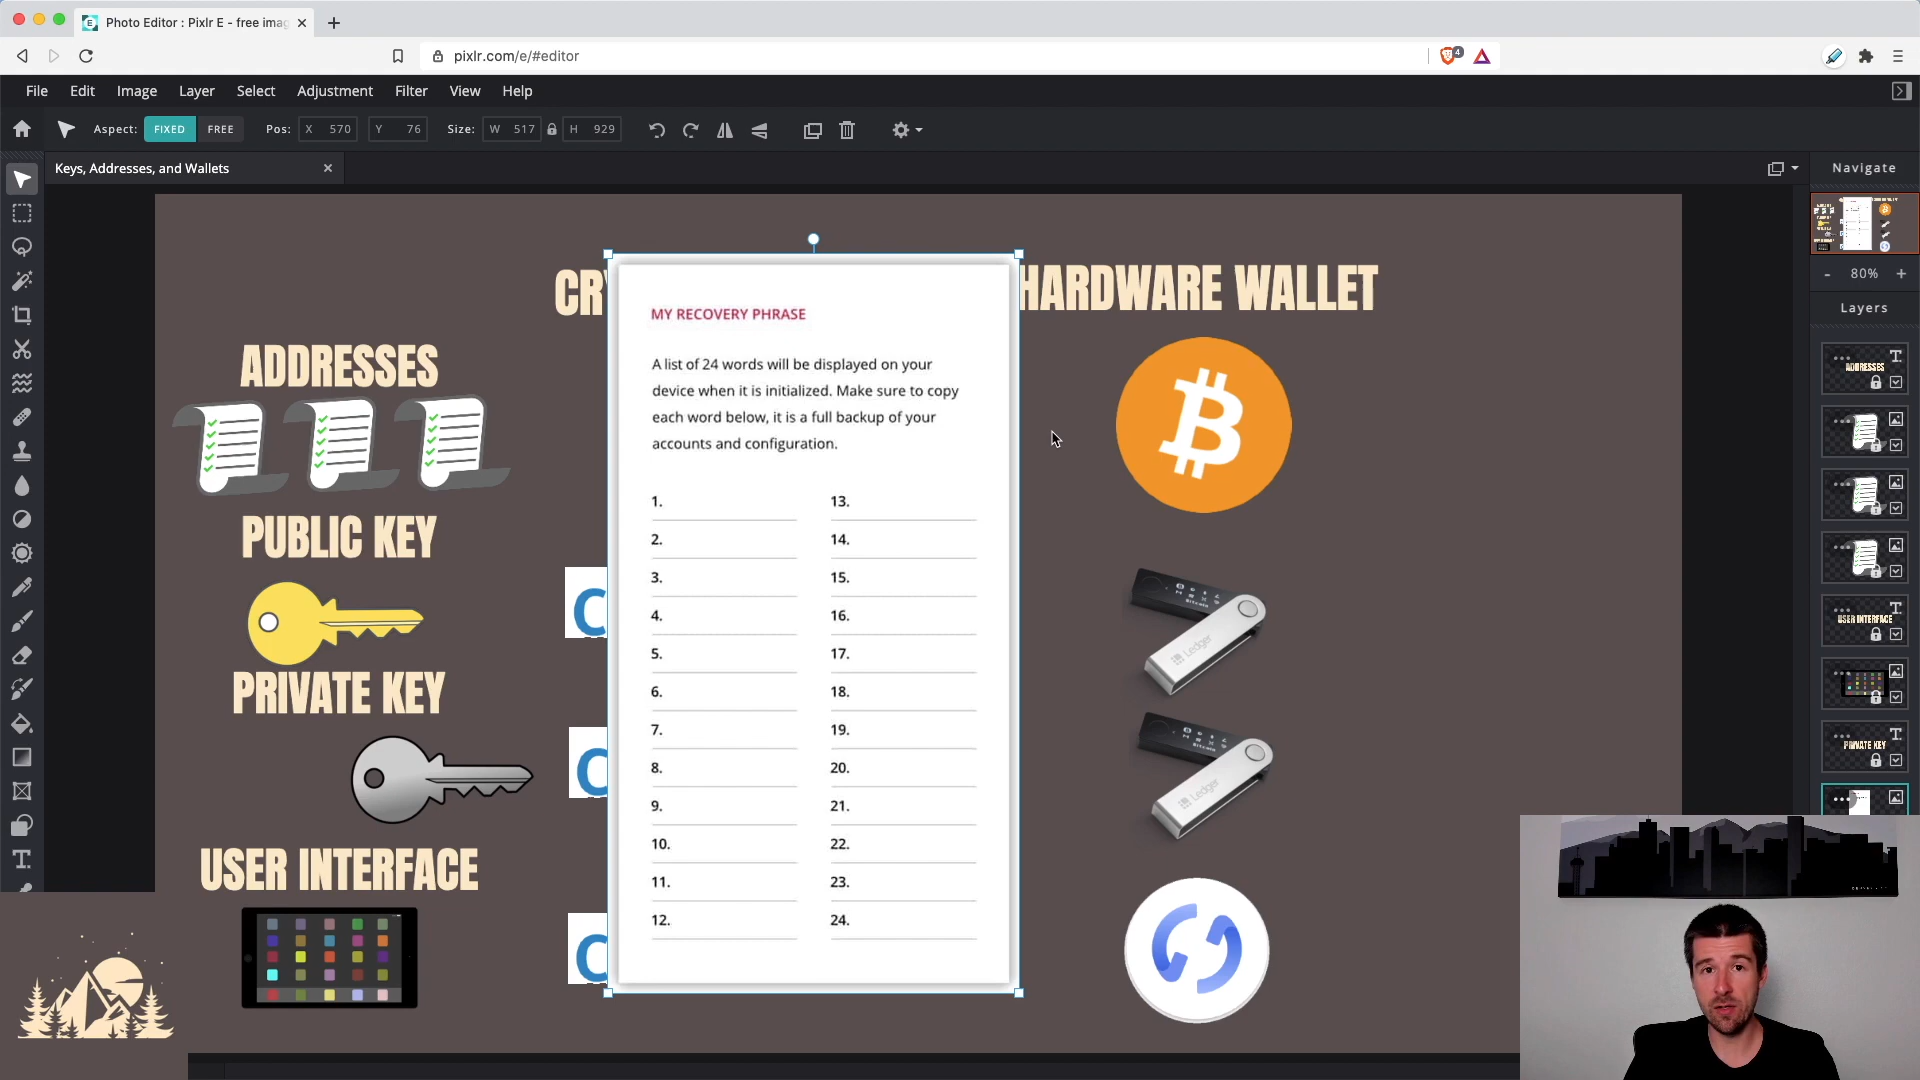 Photo Editor : Pixlr E - free imag
pixlr.com/e/#editor
4
File Edit Image Layer Select Adjustment Filter View Help
Aspect: FIXED FREE Pos: X 570 Y 76 Size: W 517 H 929
Keys, Addresses, and Wallets
Navigate
80%
Layers
ADDRESSES
USER INTERFACE
PRIVATE KEY
CR
HARDWARE WALLET
ADDRESSES
PUBLIC KEY
PRIVATE KEY
USER INTERFACE
C
C
C
MY RECOVERY PHRASE
A list of 24 words will be displayed on your
device when it is initialized. Make sure to copy
each word below, it is a full backup of your
accounts and configuration.
1. 13.
2. 14.
3. 15.
4. 16.
5. 17.
6. 18.
7. 19.
8. 20.
9. 21.
10. 22.
11. 23.
12. 24.
Bitcoin
Ledger
Bitcoin
Ledger